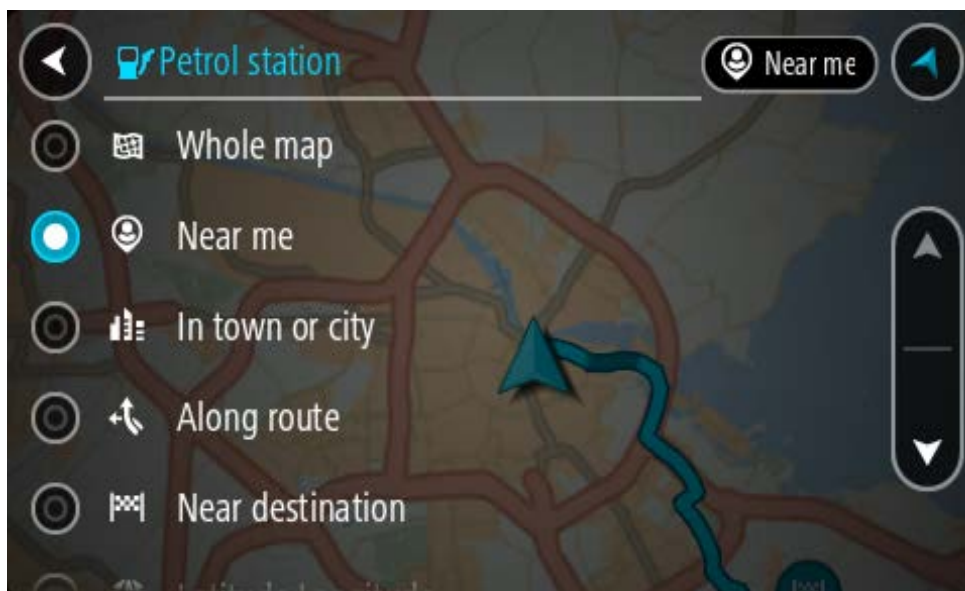 Petrol station
Near me
Whole map
Near me
In town or city
Along route
Near destination